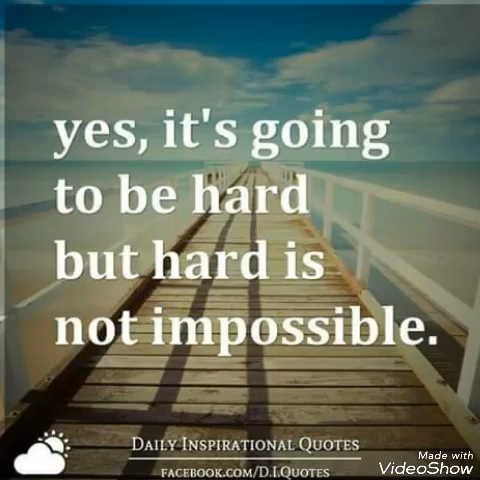 yes, it's going
to be hard
but hard is
not impossible.
DAILY INSPIRATIONAL QUOTES
FACEBOOK.COM/D.I.QUOTES
Made with
VideoShow